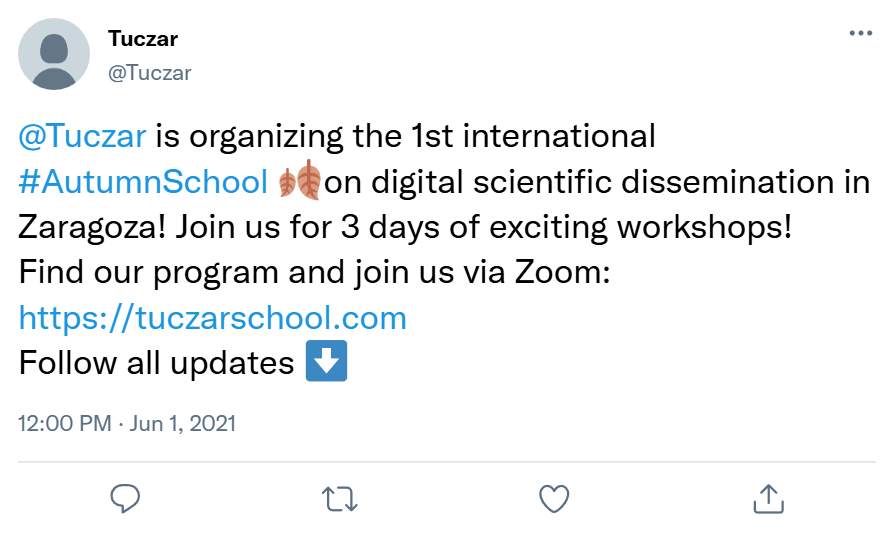 Tuczar
@Tuczar
@Tuczar is organizing the 1st international
#AutumnSchool 🍂on digital scientific dissemination in
Zaragoza! Join us for 3 days of exciting workshops!
Find our program and join us via Zoom:
https://tuczarschool.com
Follow all updates ⬇️
12:00 PM · Jun 1, 2021